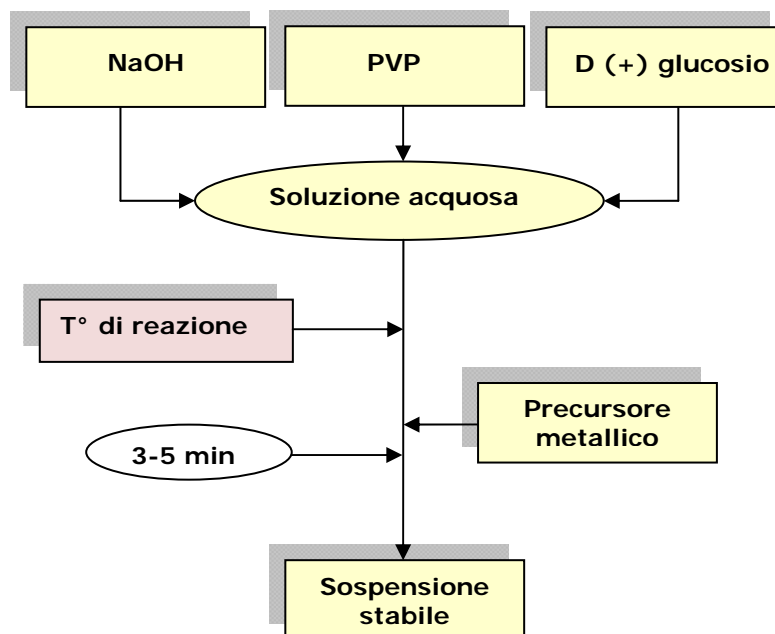 NaOH
PVP
D (+) glucosio
Soluzione acquosa
T° di reazione
Precursore
metallico
3-5 min
Sospensione
stabile